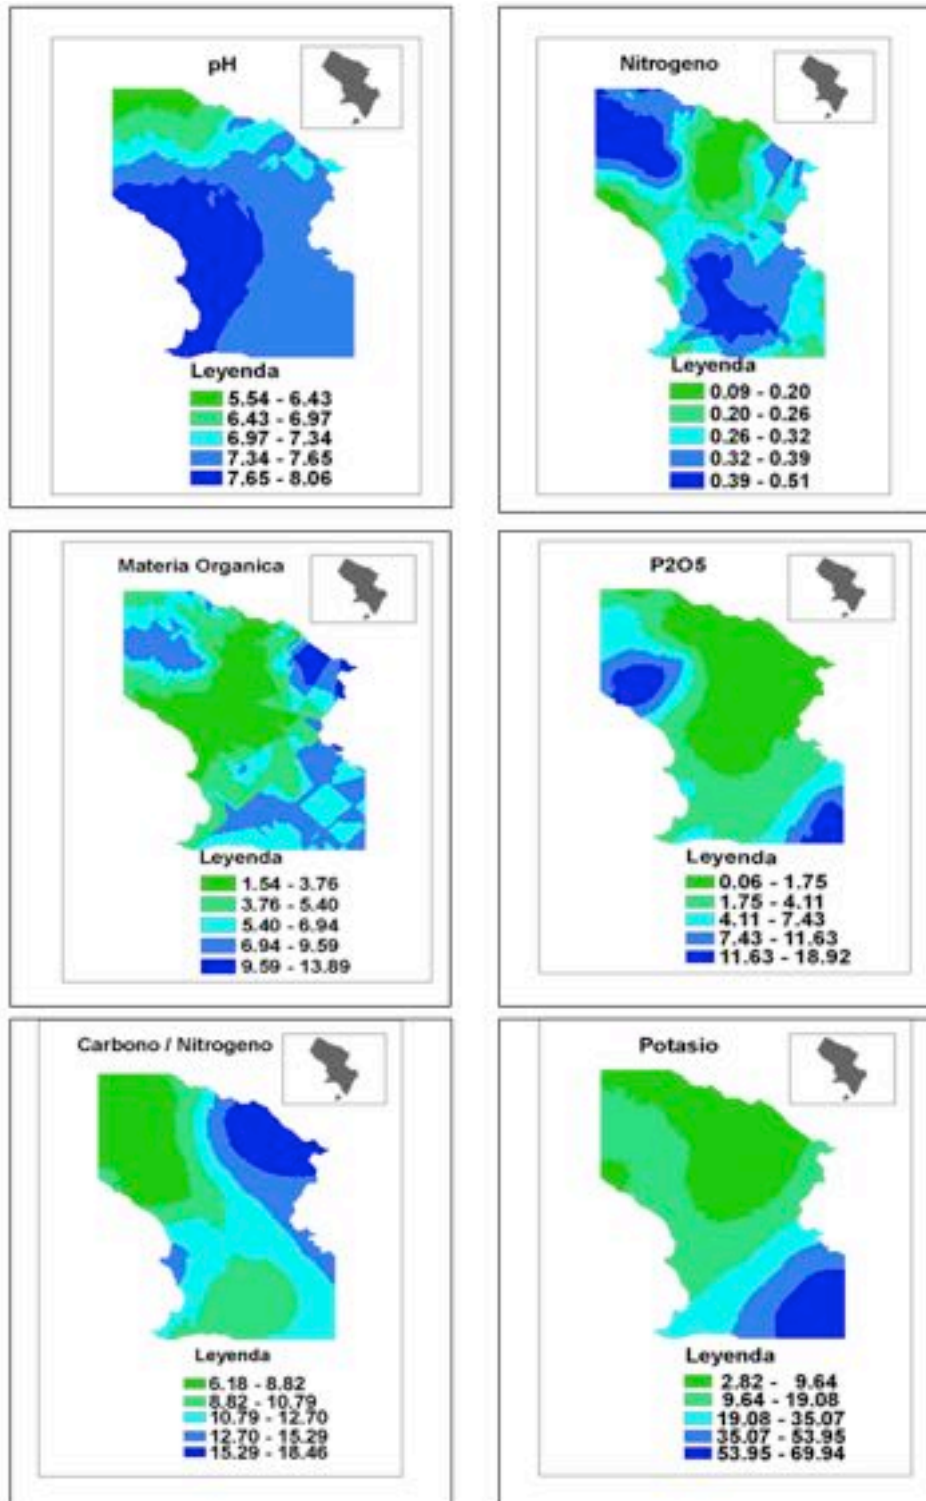 pH
Leyenda
5.54 - 6.43
6.43 - 6.97
6.97 - 7.34
7.34 - 7.65
7.65 - 8.06
Nitrogeno
Leyenda
0.09 - 0.20
0.20 - 0.26
0.26 - 0.32
0.32 - 0.39
0.39 - 0.51
Materia Organica
Leyenda
1.54 - 3.76
3.76 - 5.40
5.40 - 6.94
6.94 - 9.59
9.59 - 13.89
P2O5
Leyenda
0.06 - 1.75
1.75 - 4.11
4.11 - 7.43
7.43 - 11.63
11.63 - 18.92
Carbono / Nitrogeno
Leyenda
6.18 - 8.82
8.82 - 10.79
10.79 - 12.70
12.70 - 15.29
15.29 - 18.46
Potasio
Leyenda
2.82 - 9.64
9.64 - 19.08
19.08 - 35.07
35.07 - 53.95
53.95 - 69.94